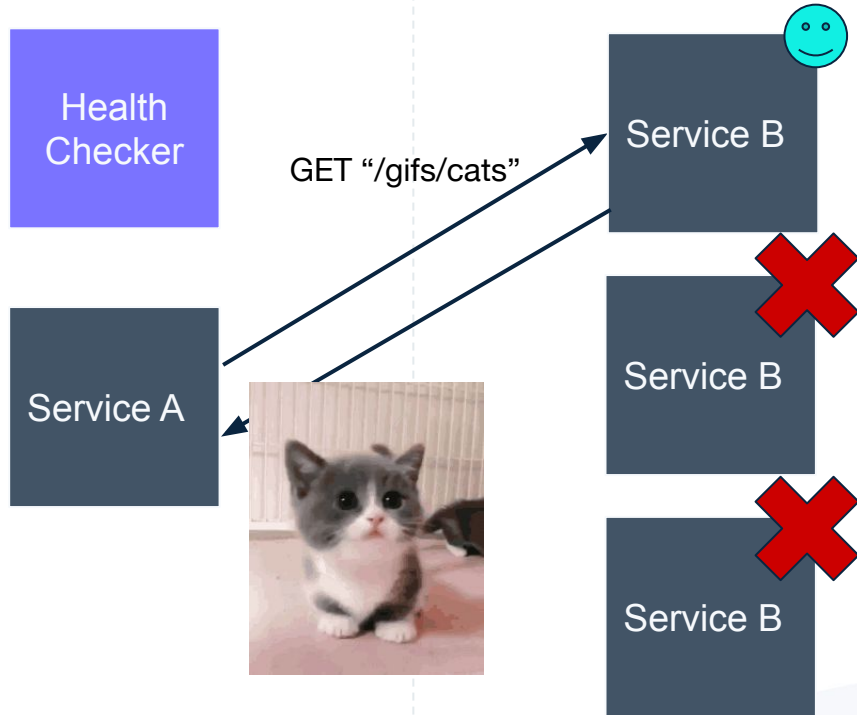 Health
Checker
Service B
GET “/gifs/cats”
Service A
Service B
Service B